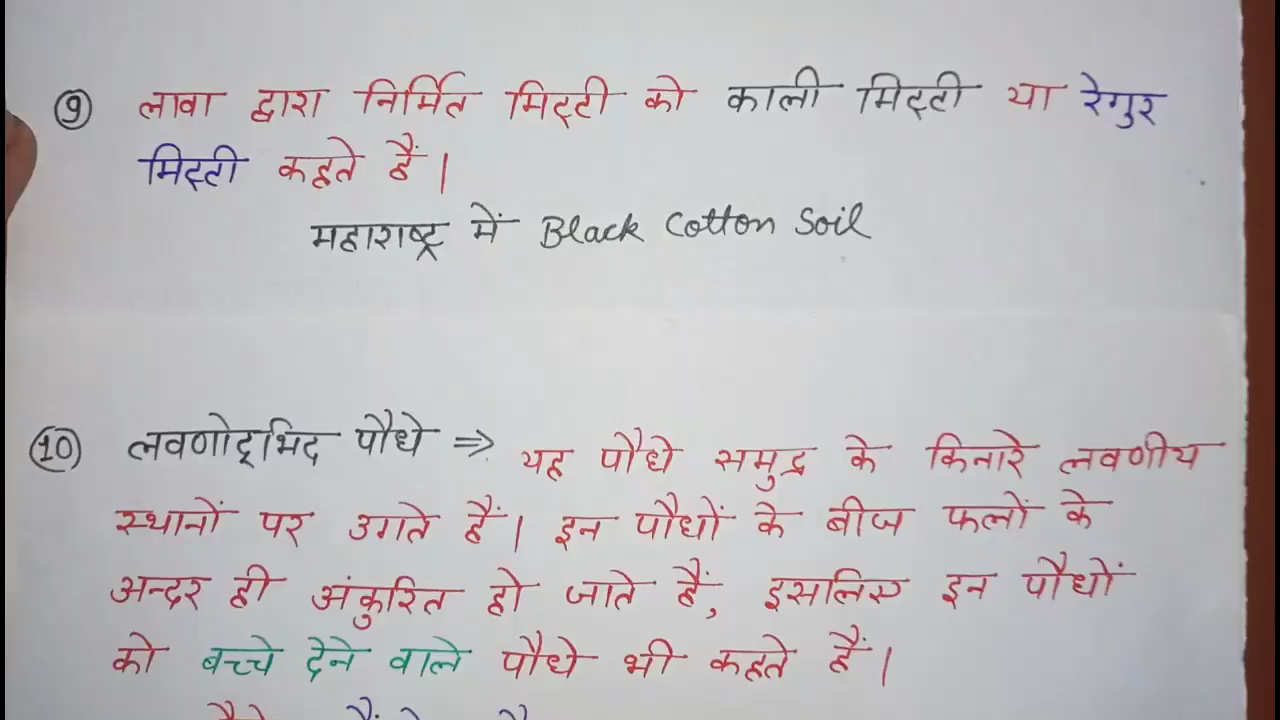 ⑨ लावा द्वारा निर्मित मिट्टी को काली मिट्टी या रेगुर
मिट्टी कहते हैं।
महाराष्ट्र में Black Cotton Soil
⑩ लवणोद्भिद पौधे ⇒ यह पौधे समुद्र के किनारे लवणीय
स्थानों पर उगते हैं। इन पौधों के बीज फलों के
अन्दर ही अंकुरित हो जाते हैं, इसलिए इन पौधों
को बच्चे देने वाले पौधे भी कहते हैं।